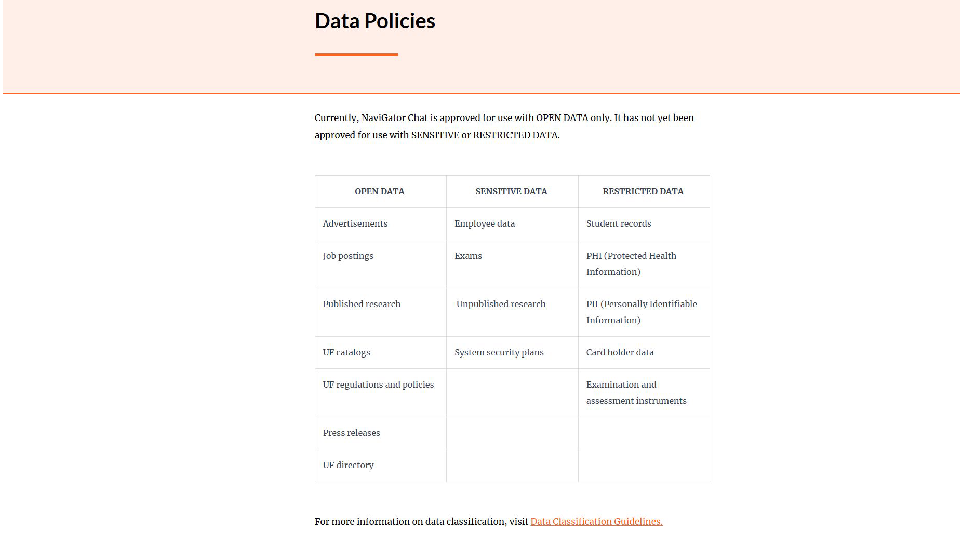 Data Policies
Currently, NaviGator Chat is approved for use with OPEN DATA only. It has not yet been
approved for use with SENSITIVE or RESTRICTED DATA.
OPEN DATA SENSITIVE DATA RESTRICTED DATA
Advertisements Employee data Student records
Job postings Exams PHI (Protected Health
Information)
Published research Unpublished research PII (Personally Identifiable
Information)
UF catalogs System security plans Card holder data
UF regulations and policies Examination and
assessment instruments
Press releases
UF directory
For more information on data classification, visit Data Classification Guidelines.